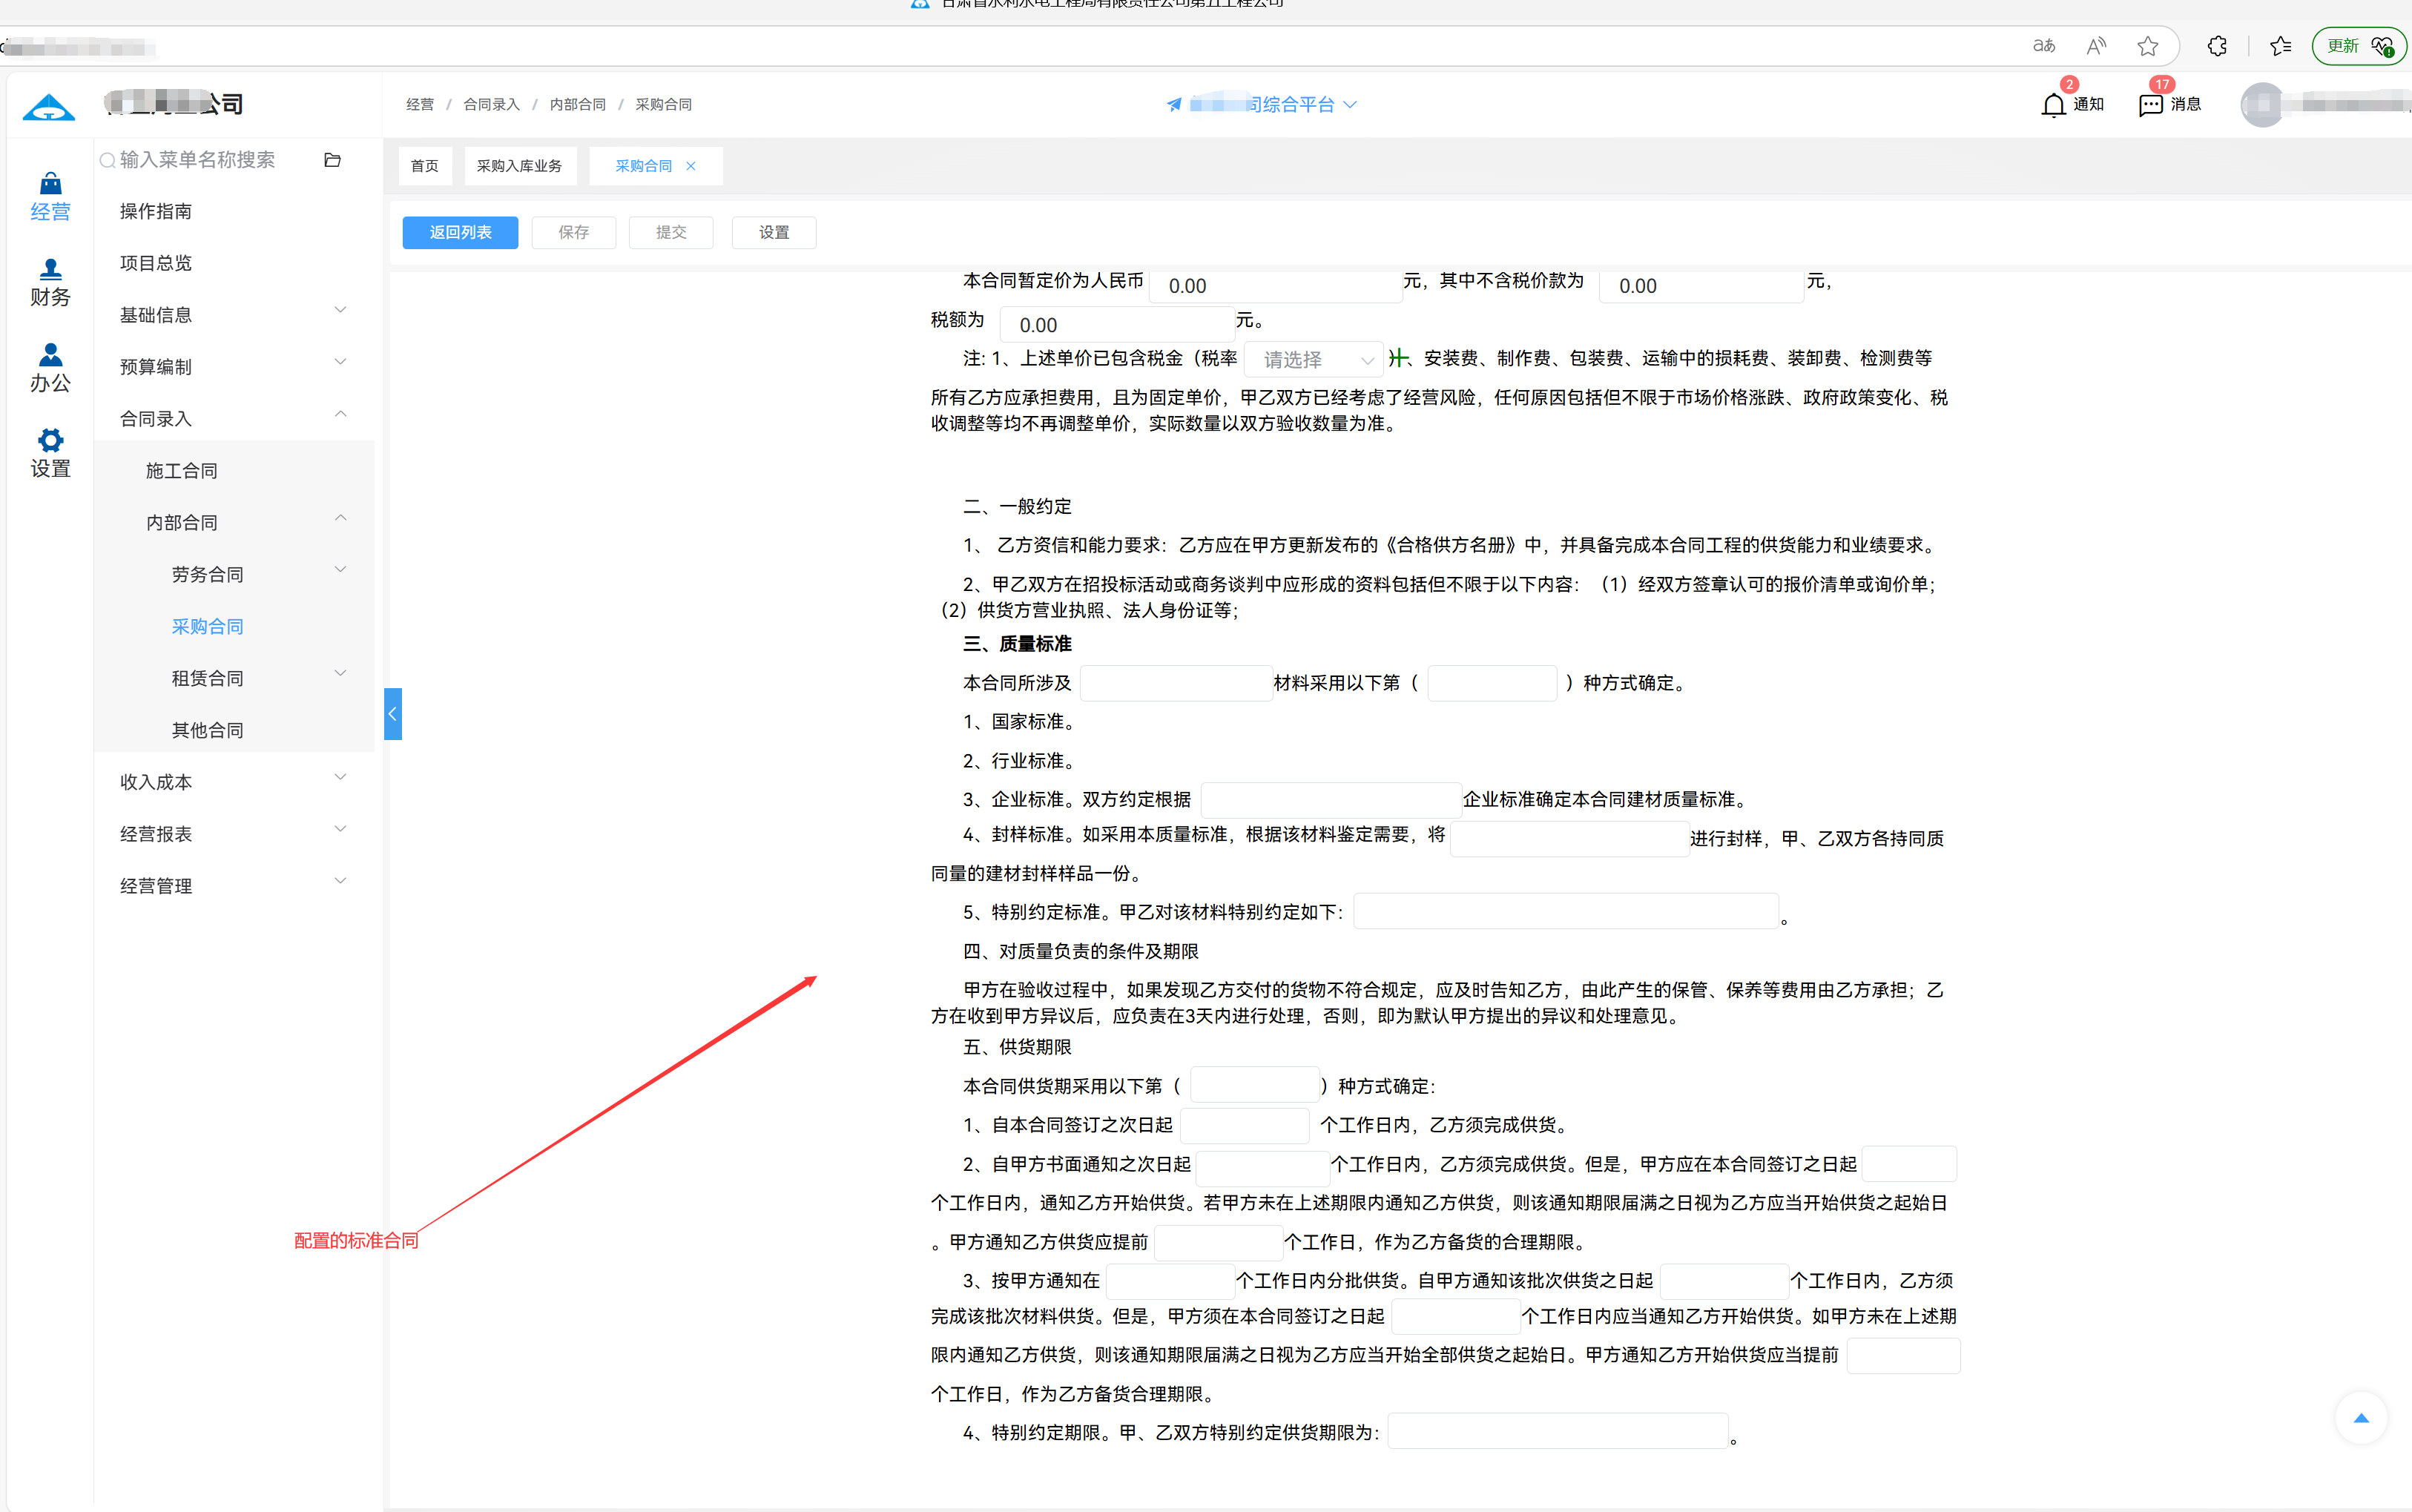 更新
公司
经营 / 合同录入 / 内部合同 / 采购合同
司综合平台
2
通知
17
消息
输入菜单名称搜索
首页
采购入库业务
采购合同
经营
财务
办公
设置
操作指南
项目总览
基础信息
预算编制
合同录入
施工合同
内部合同
劳务合同
采购合同
租赁合同
其他合同
收入成本
经营报表
经营管理
返回列表
保存
提交
设置
本合同暂定价为人民币 0.00 元，其中不含税价款为 0.00 元，
税额为 0.00 元。
注: 1、上述单价已包含税金（税率 请选择 ）、安装费、制作费、包装费、运输中的损耗费、装卸费、检测费等
所有乙方应承担费用，且为固定单价，甲乙双方已经考虑了经营风险，任何原因包括但不限于市场价格涨跌、政府政策变化、税
收调整等均不再调整单价，实际数量以双方验收数量为准。
二、一般约定
1、 乙方资信和能力要求：乙方应在甲方更新发布的《合格供方名册》中，并具备完成本合同工程的供货能力和业绩要求。
2、甲乙双方在招投标活动或商务谈判中应形成的资料包括但不限于以下内容：（1）经双方签章认可的报价清单或询价单；
（2）供货方营业执照、法人身份证等；
三、质量标准
本合同所涉及 材料采用以下第（ ）种方式确定。
1、国家标准。
2、行业标准。
3、企业标准。双方约定根据 企业标准确定本合同建材质量标准。
4、封样标准。如采用本质量标准，根据该材料鉴定需要，将 进行封样，甲、乙双方各持同质
同量的建材封样样品一份。
5、特别约定标准。甲乙对该材料特别约定如下： 。
四、对质量负责的条件及期限
甲方在验收过程中，如果发现乙方交付的货物不符合规定，应及时告知乙方，由此产生的保管、保养等费用由乙方承担；乙
方在收到甲方异议后，应负责在3天内进行处理，否则，即为默认甲方提出的异议和处理意见。
五、供货期限
本合同供货期采用以下第（ ）种方式确定：
1、自本合同签订之次日起 个工作日内，乙方须完成供货。
2、自甲方书面通知之次日起 个工作日内，乙方须完成供货。但是，甲方应在本合同签订之日起
个工作日内，通知乙方开始供货。若甲方未在上述期限内通知乙方供货，则该通知期限届满之日视为乙方应当开始供货之起始日
。甲方通知乙方供货应提前 个工作日，作为乙方备货的合理期限。
3、按甲方通知在 个工作日内分批供货。自甲方通知该批次供货之日起 个工作日内，乙方须
完成该批次材料供货。但是，甲方须在本合同签订之日起 个工作日内应当通知乙方开始供货。如甲方未在上述期
限内通知乙方供货，则该通知期限届满之日视为乙方应当开始全部供货之起始日。甲方通知乙方开始供货应当提前
个工作日，作为乙方备货合理期限。
4、特别约定期限。甲、乙双方特别约定供货期限为： 。
配置的标准合同